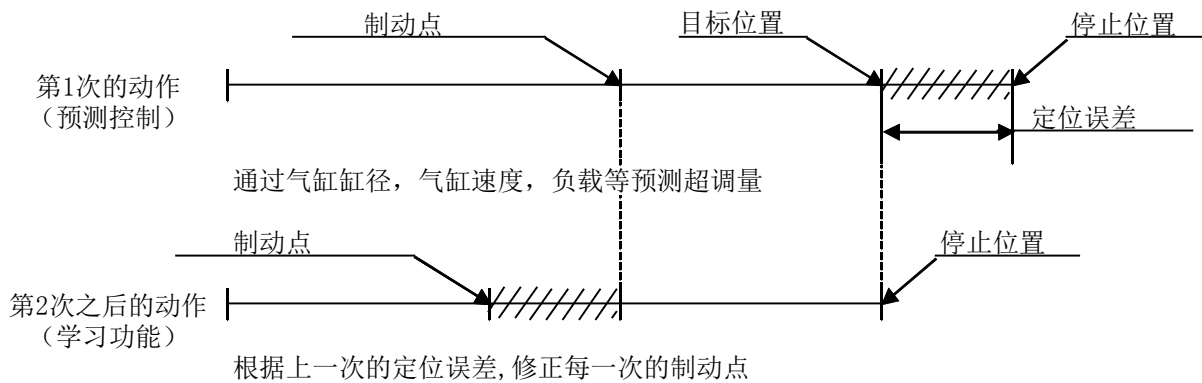 制动点
目标位置
停止位置
第1次的动作
（预测控制）
定位误差
通过气缸缸径，气缸速度，负载等预测超调量
制动点
停止位置
第2次之后的动作
（学习功能）
根据上一次的定位误差,修正每一次的制动点